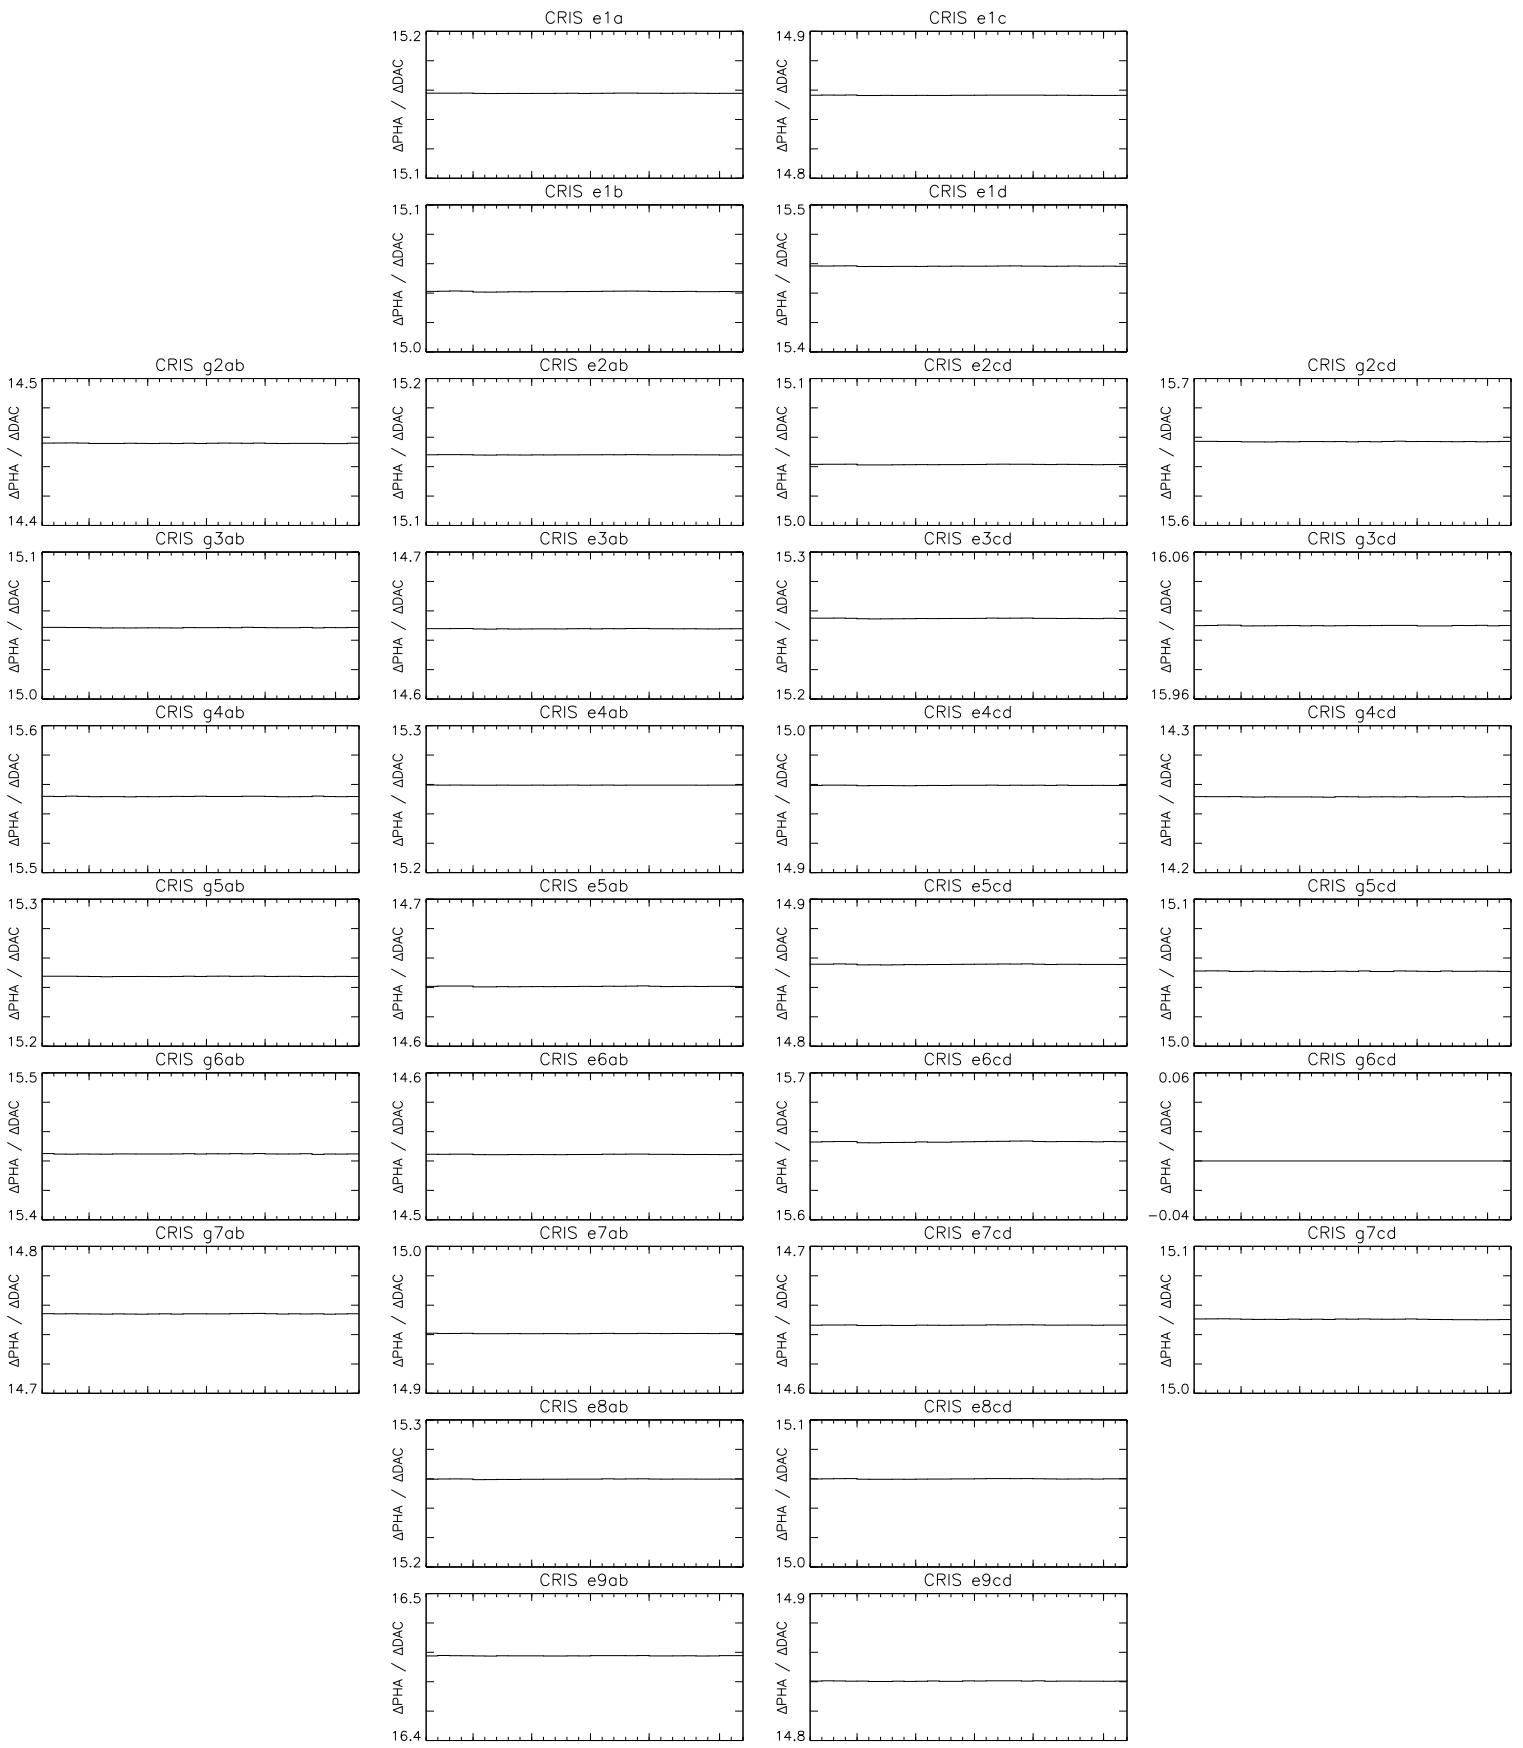 CRIS e1a
15.2
ΔPHA / ΔDAC
15.1
CRIS e1c
14.9
ΔPHA / ΔDAC
14.8
CRIS e1b
15.1
ΔPHA / ΔDAC
15.0
CRIS e1d
15.5
ΔPHA / ΔDAC
15.4
CRIS g2ab
14.5
ΔPHA / ΔDAC
14.4
CRIS e2ab
15.2
ΔPHA / ΔDAC
15.1
CRIS e2cd
15.1
ΔPHA / ΔDAC
15.0
CRIS g2cd
15.7
ΔPHA / ΔDAC
15.6
CRIS g3ab
15.1
ΔPHA / ΔDAC
15.0
CRIS e3ab
14.7
ΔPHA / ΔDAC
14.6
CRIS e3cd
15.3
ΔPHA / ΔDAC
15.2
CRIS g3cd
16.06
ΔPHA / ΔDAC
15.96
CRIS g4ab
15.6
ΔPHA / ΔDAC
15.5
CRIS e4ab
15.3
ΔPHA / ΔDAC
15.2
CRIS e4cd
15.0
ΔPHA / ΔDAC
14.9
CRIS g4cd
14.3
ΔPHA / ΔDAC
14.2
CRIS g5ab
15.3
ΔPHA / ΔDAC
15.2
CRIS e5ab
14.7
ΔPHA / ΔDAC
14.6
CRIS e5cd
14.9
ΔPHA / ΔDAC
14.8
CRIS g5cd
15.1
ΔPHA / ΔDAC
15.0
CRIS g6ab
15.5
ΔPHA / ΔDAC
15.4
CRIS e6ab
14.6
ΔPHA / ΔDAC
14.5
CRIS e6cd
15.7
ΔPHA / ΔDAC
15.6
CRIS g6cd
0.06
ΔPHA / ΔDAC
−0.04
CRIS g7ab
14.8
ΔPHA / ΔDAC
14.7
CRIS e7ab
15.0
ΔPHA / ΔDAC
14.9
CRIS e7cd
14.7
ΔPHA / ΔDAC
14.6
CRIS g7cd
15.1
ΔPHA / ΔDAC
15.0
CRIS e8ab
15.3
ΔPHA / ΔDAC
15.2
CRIS e8cd
15.1
ΔPHA / ΔDAC
15.0
CRIS e9ab
16.5
ΔPHA / ΔDAC
16.4
CRIS e9cd
14.9
ΔPHA / ΔDAC
14.8